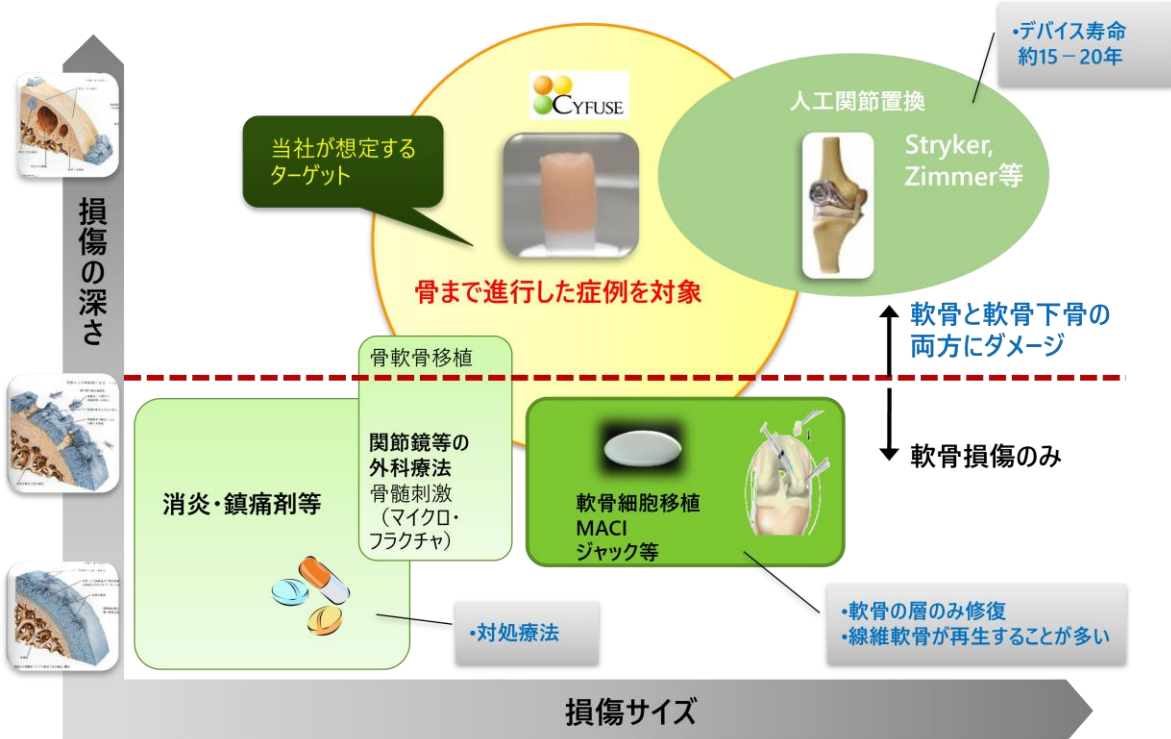 ・デバイス寿命
約15－20年
CYFUSE
人工関節置換
Stryker,
Zimmer等
当社が想定する
ターゲット
損傷の深さ
骨まで進行した症例を対象
軟骨と軟骨下骨の
両方にダメージ
骨軟骨移植
関節鏡等の
外科療法
骨髄刺激
（マイクロ・
フラクチャ）
軟骨損傷のみ
消炎・鎮痛剤等
軟骨細胞移植
MACI
ジャック等
・対処療法
・軟骨の層のみ修復
・線維軟骨が再生することが多い
損傷サイズ